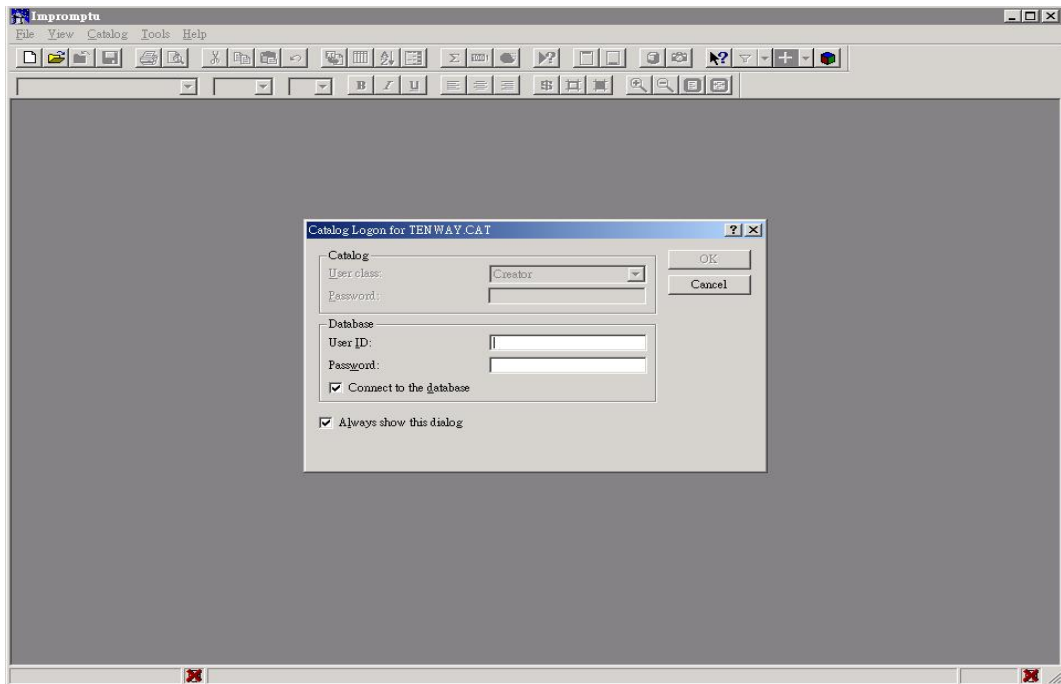 Impromptu
File View Catalog Tools Help
B I U
Catalog Logon for TENWAY.CAT
Catalog
User class: Creator
Password:
OK
Cancel
Database
User ID:
Password:
Connect to the database
Always show this dialog